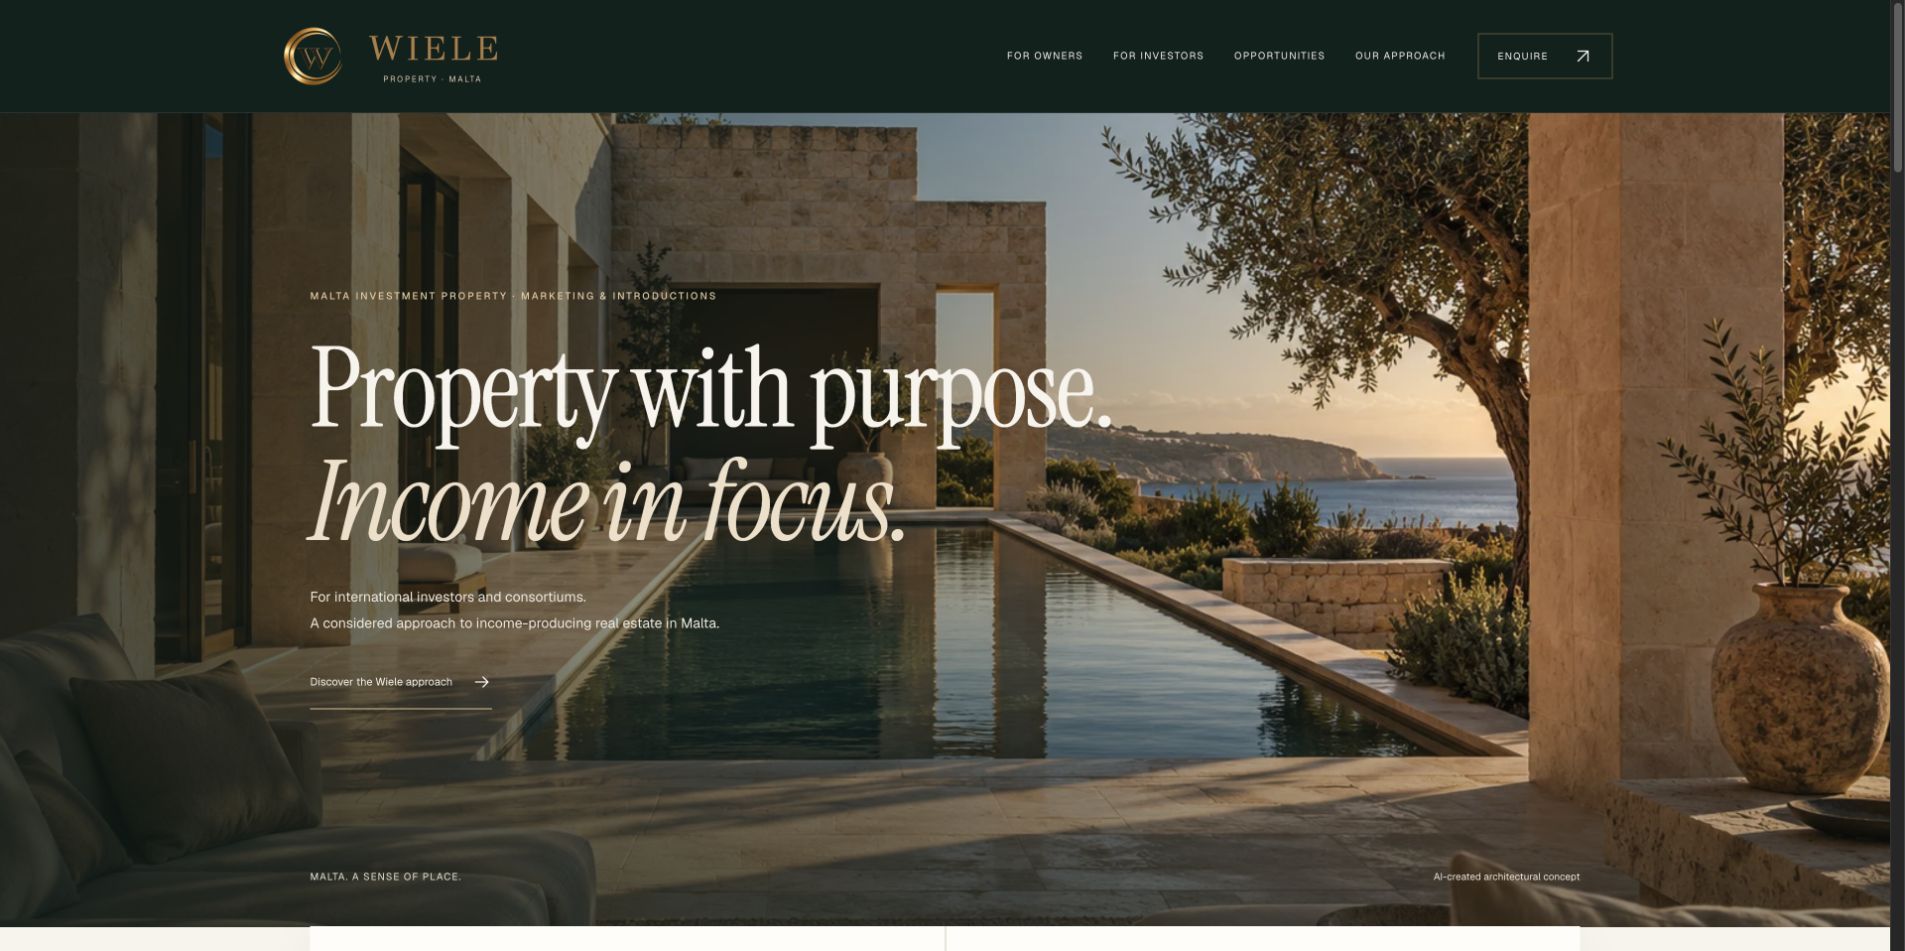 W
WIELE
PROPERTY · MALTA
FOR OWNERS
FOR INVESTORS
OPPORTUNITIES
OUR APPROACH
ENQUIRE
MALTA INVESTMENT PROPERTY · MARKETING & INTRODUCTIONS
Property with purpose.
Income in focus.
For international investors and consortiums.
A considered approach to income-producing real estate in Malta.
Discover the Wiele approach
MALTA. A SENSE OF PLACE.
AI-created architectural concept